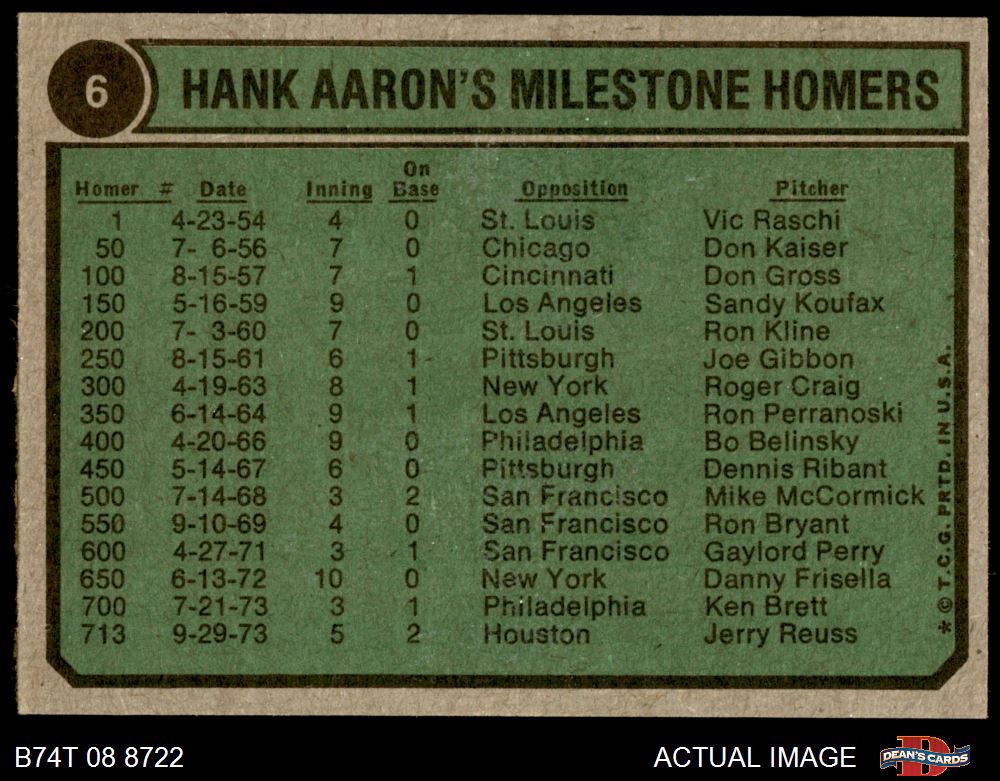 6 HANK AARON'S MILESTONE HOMERS
On
Homer # Date Inning Base Opposition Pitcher
1 4-23-54 4 0 St. Louis Vic Raschi
50 7- 6-56 7 0 Chicago Don Kaiser
100 8-15-57 7 1 Cincinnati Don Gross
150 5-16-59 9 0 Los Angeles Sandy Koufax
200 7- 3-60 7 0 St. Louis Ron Kline
250 8-15-61 6 1 Pittsburgh Joe Gibbon
300 4-19-63 8 1 New York Roger Craig
350 6-14-64 9 1 Los Angeles Ron Perranoski
400 4-20-66 9 0 Philadelphia Bo Belinsky
450 5-14-67 6 0 Pittsburgh Dennis Ribant
500 7-14-68 3 2 San Francisco Mike McCormick
550 9-10-69 4 0 San Francisco Ron Bryant
600 4-27-71 3 1 San Francisco Gaylord Perry
650 6-13-72 10 0 New York Danny Frisella
700 7-21-73 3 1 Philadelphia Ken Brett
713 9-29-73 5 2 Houston Jerry Reuss
* © T.C.G. PRTD. IN U.S.A.
B74T 08 8722 ACTUAL IMAGE DEAN'S CARDS